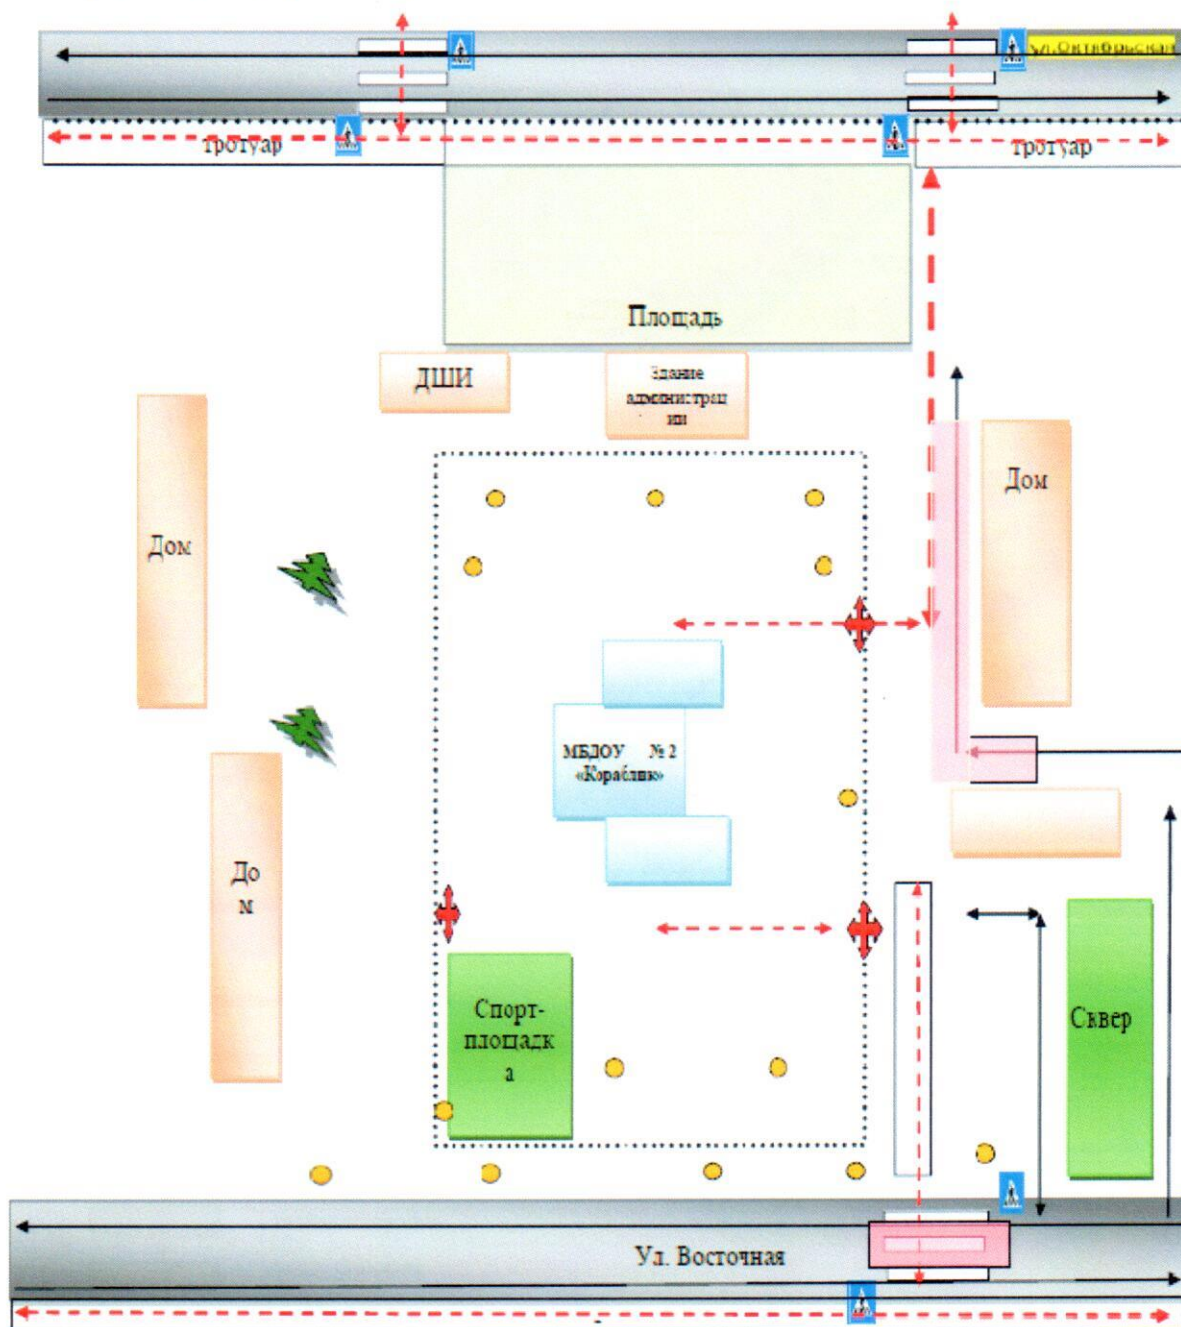 ул.Октябрьская
тротуар
тротуар
Площадь
ДШИ
Здание
администрац
ии
Дом
Дом
МБДОУ № 2
«Кораблик»
До
м
Спорт-
площадк
а
Сквер
Ул. Восточная